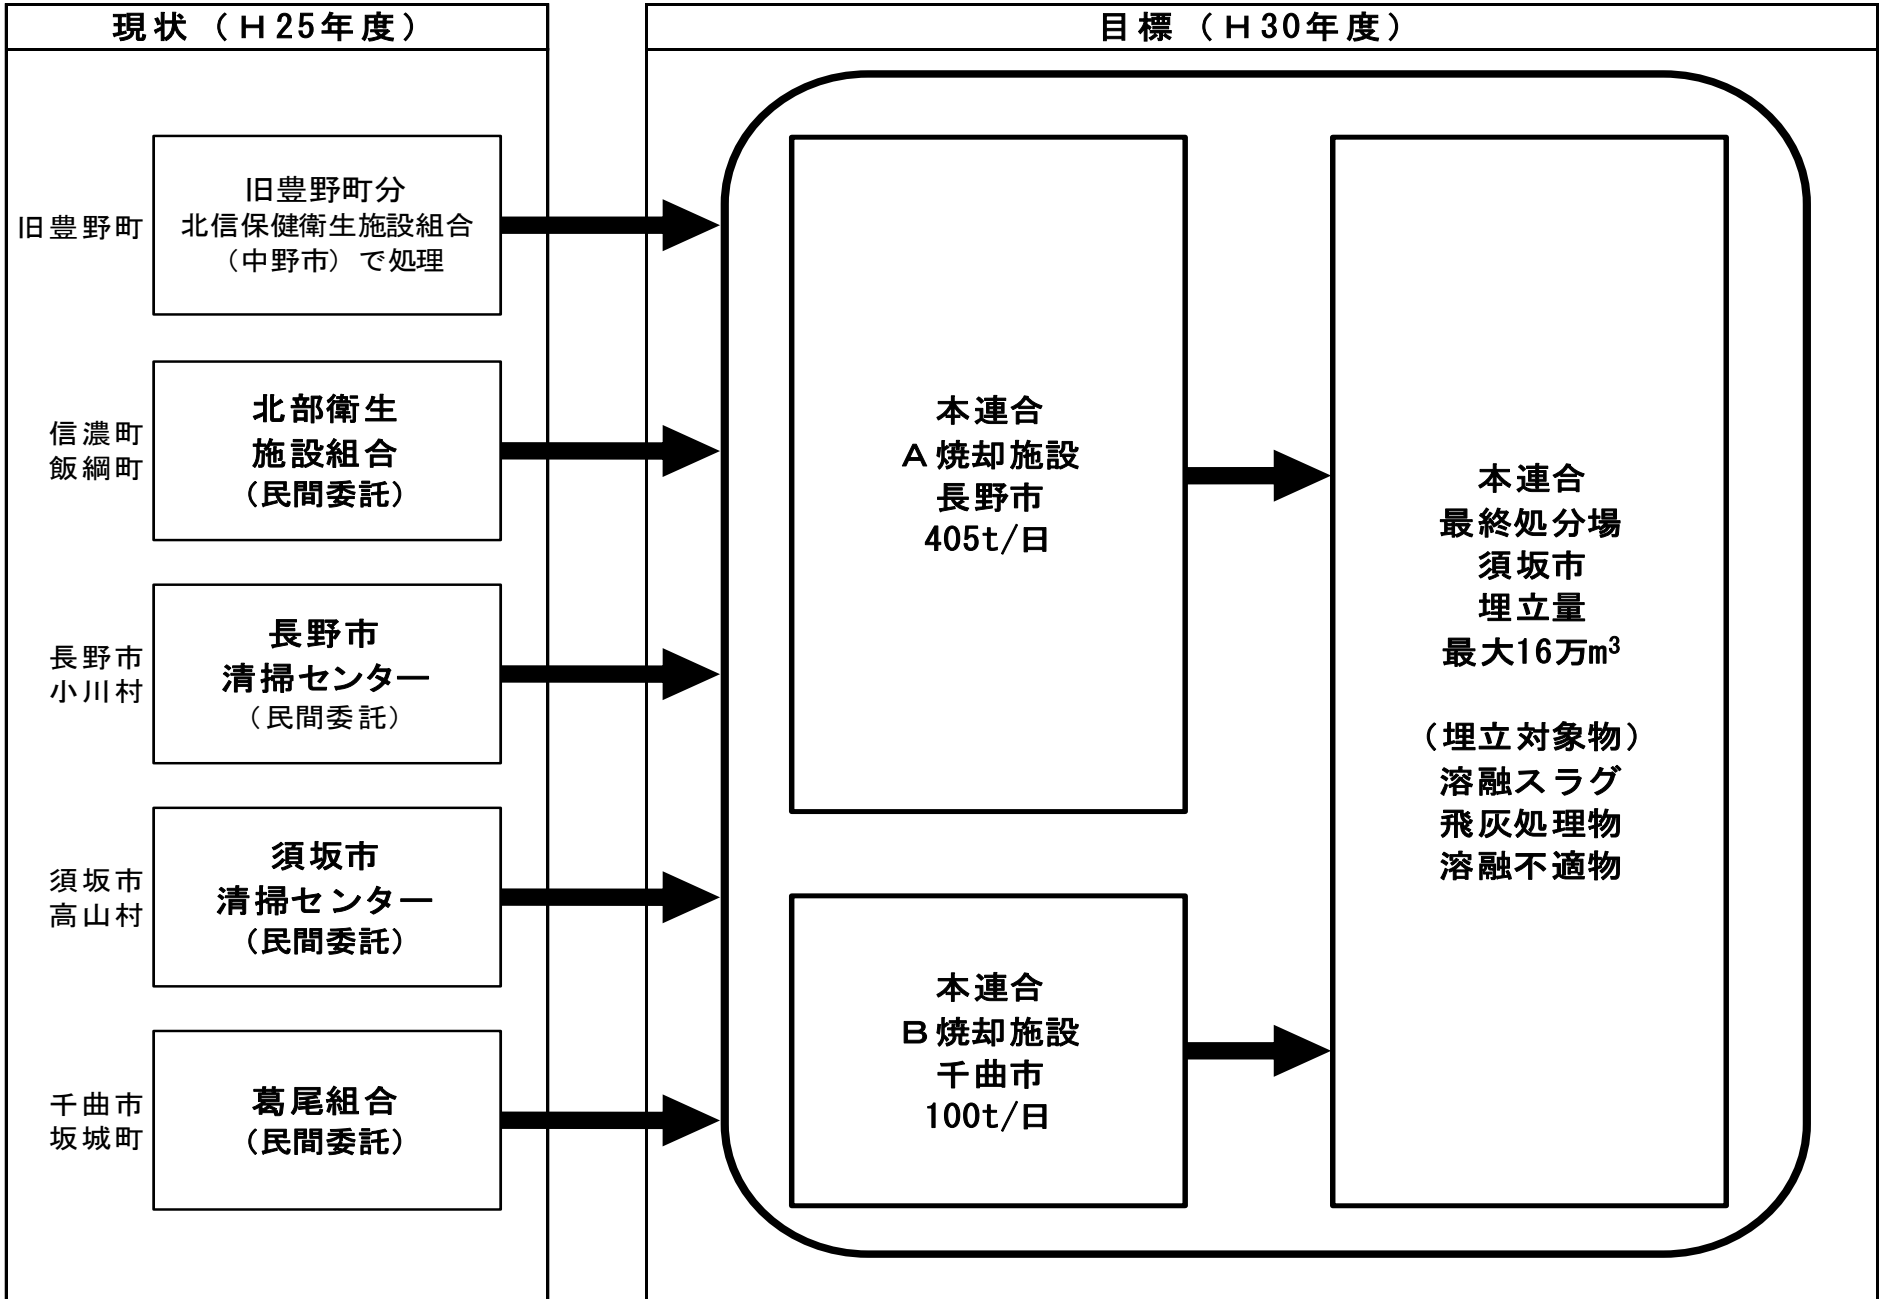 現状（Ｈ25年度）
旧豊野町
旧豊野町分
北信保健衛生施設組合
（中野市）で処理
信濃町
飯綱町
北部衛生
施設組合
（民間委託）
長野市
小川村
長野市
清掃センター
（民間委託）
須坂市
高山村
須坂市
清掃センター
（民間委託）
千曲市
坂城町
葛尾組合
（民間委託）
目標（Ｈ30年度）
本連合
Ａ焼却施設
長野市
405t/日
本連合
Ｂ焼却施設
千曲市
100t/日
本連合
最終処分場
須坂市
埋立量
最大16万m³
（埋立対象物）
溶融スラグ
飛灰処理物
溶融不適物